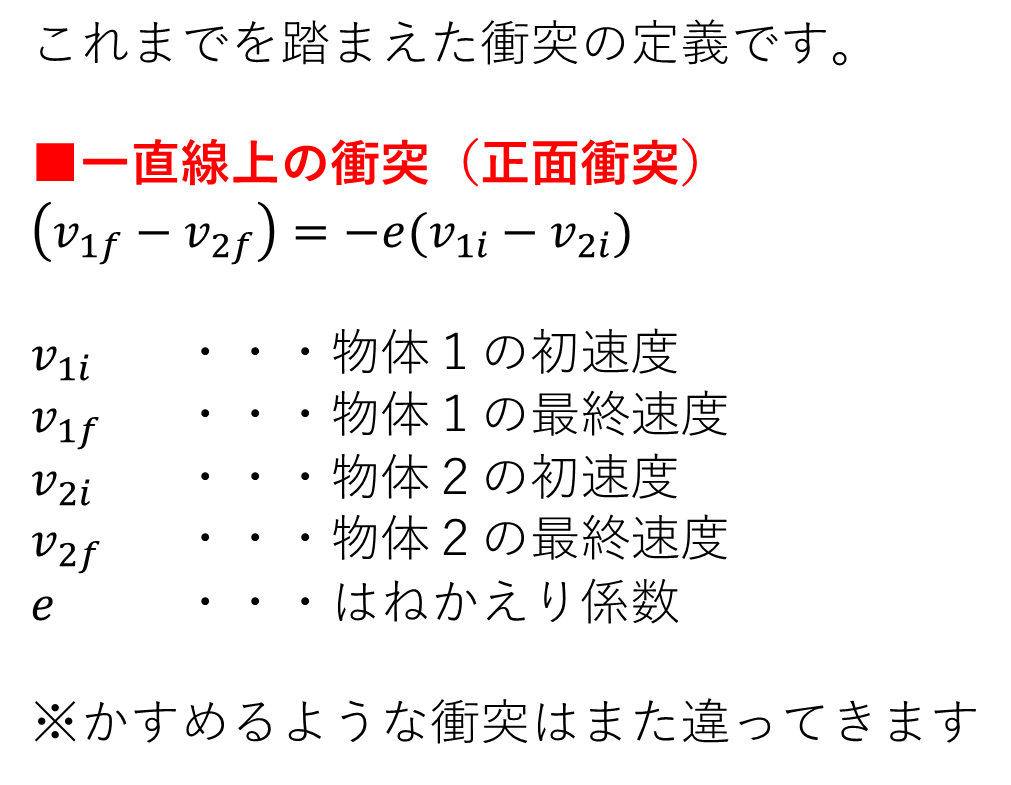 これまでを踏まえた衝突の定義です。
■一直線上の衝突（正面衝突）
(v₁f − v₂f) = −e(v₁i − v₂i)
v₁i ・・・物体１の初速度
v₁f ・・・物体１の最終速度
v₂i ・・・物体２の初速度
v₂f ・・・物体２の最終速度
e ・・・はねかえり係数
※かすめるような衝突はまた違ってきます